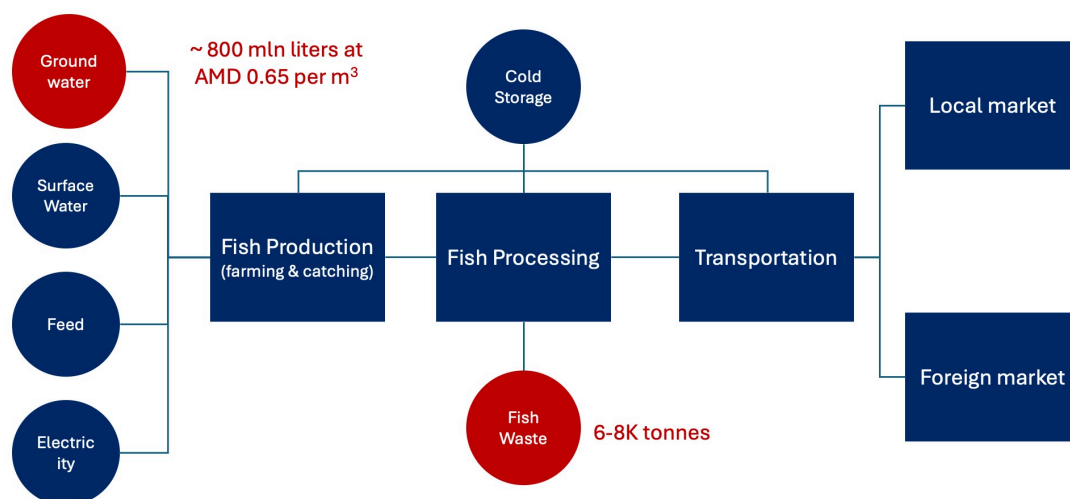 Ground
water
~ 800 mln liters at
AMD 0.65 per m³
Cold
Storage
Local market
Surface
Water
Fish Production
(farming & catching)
Fish Processing
Transportation
Feed
Foreign market
Electric
ity
Fish
Waste
6-8K tonnes